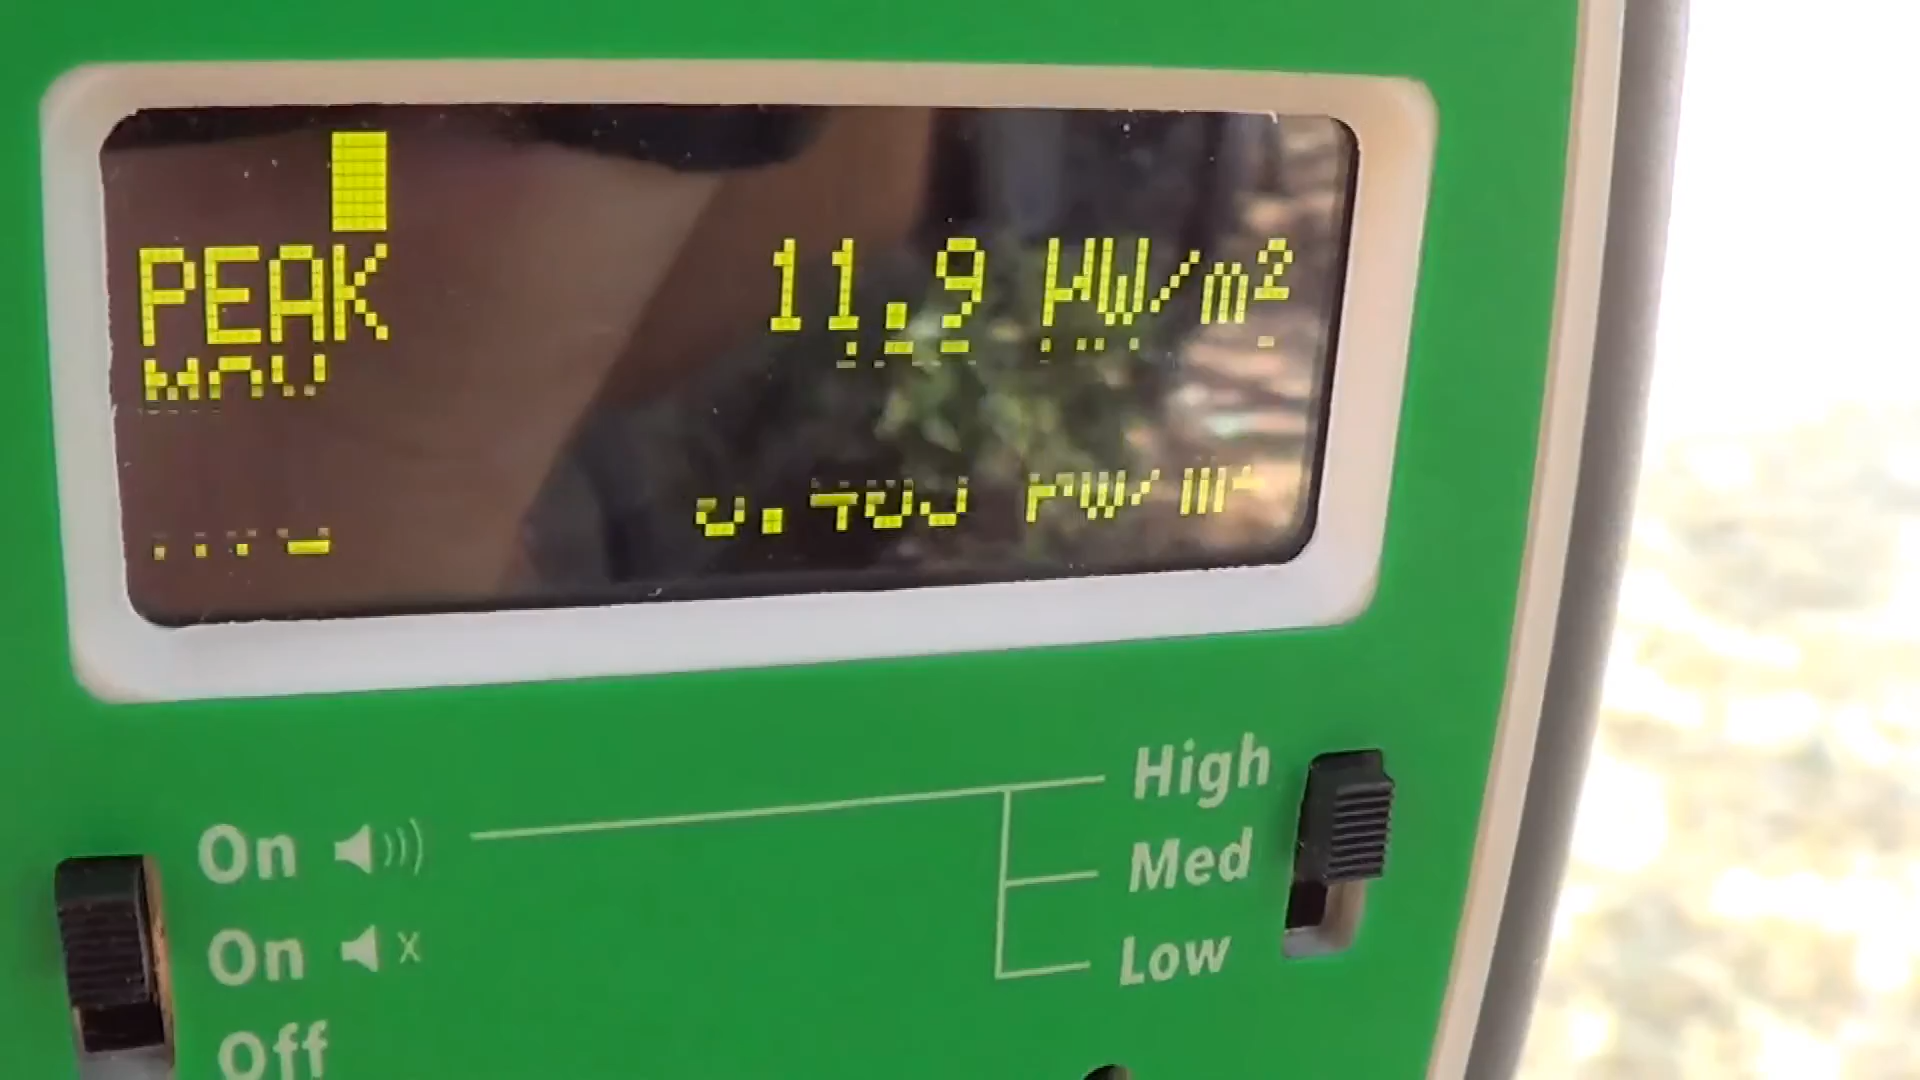 PEAK 11.9 µW/m²
On High
Med
On x Low
Off